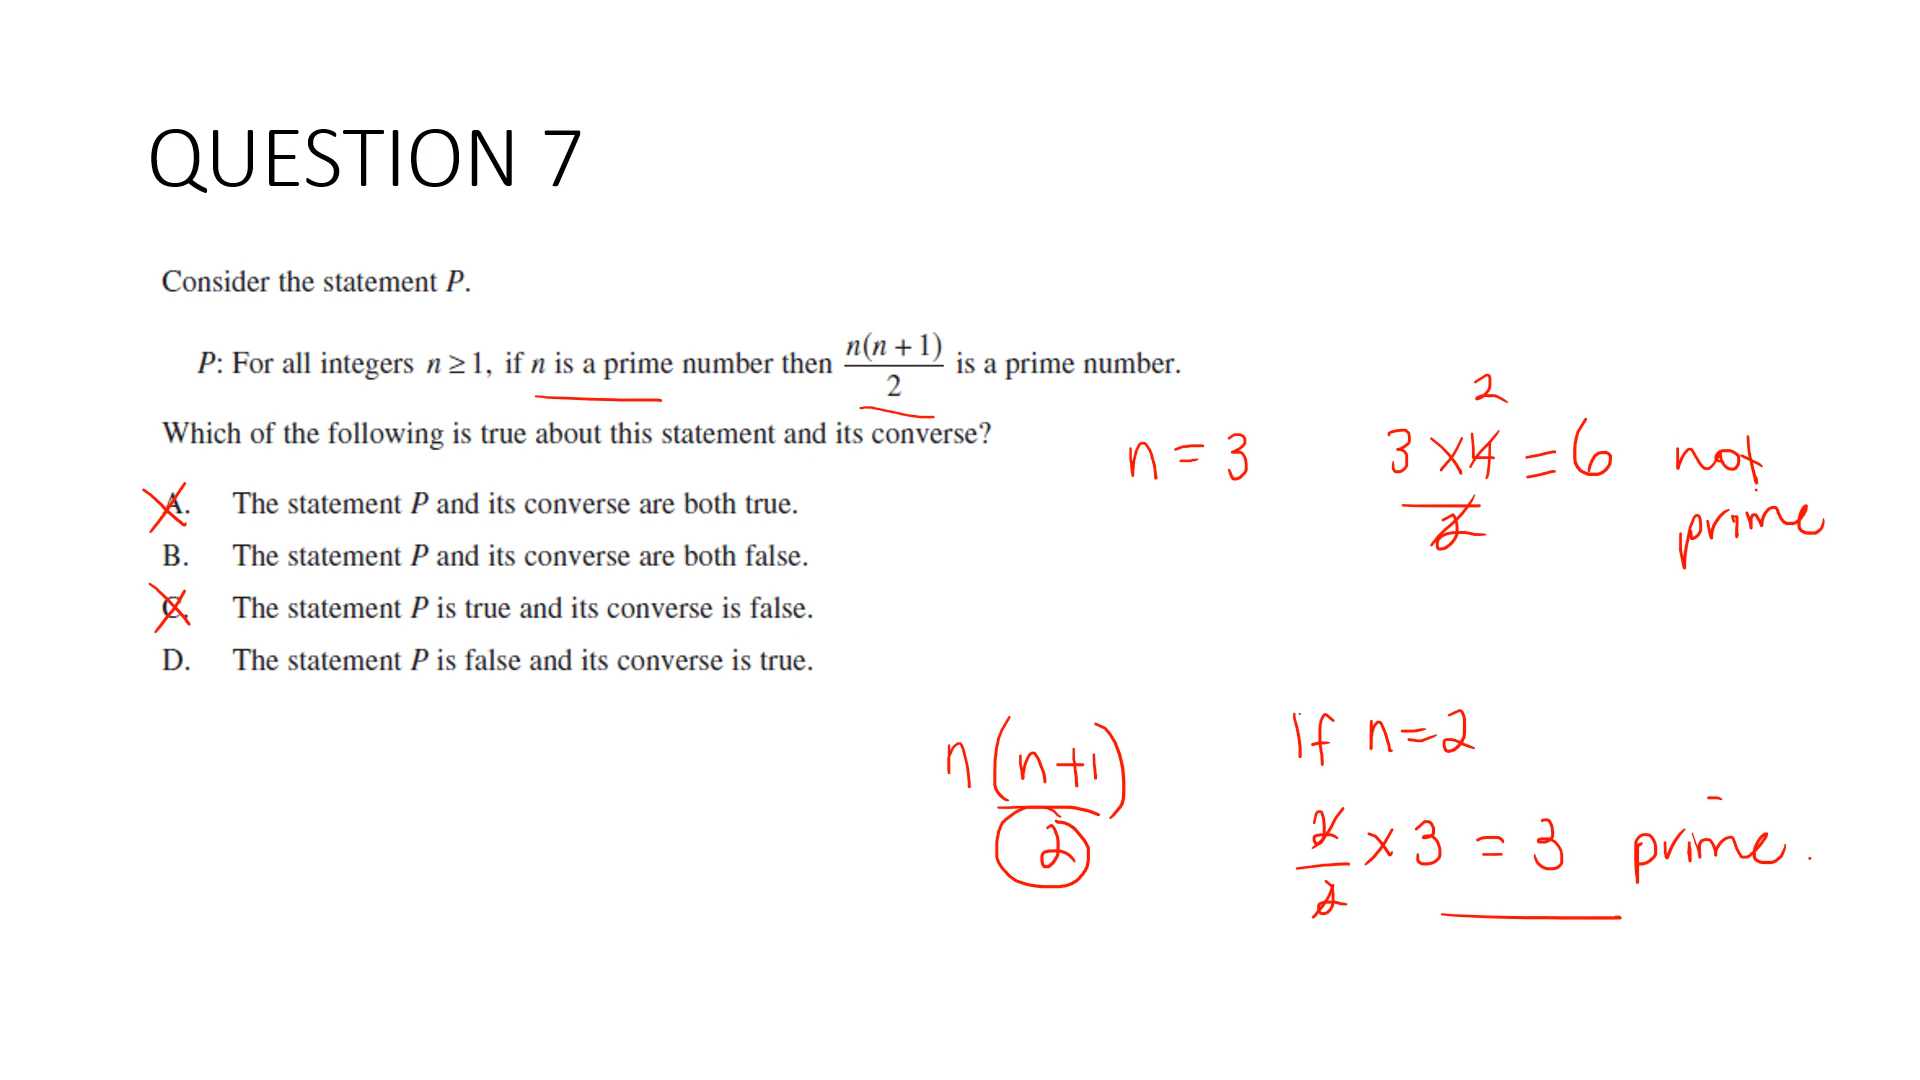 QUESTION 7
Consider the statement P.
P: For all integers n ≥ 1, if n is a prime number then n(n + 1)/2 is a prime number.
Which of the following is true about this statement and its converse?
A. The statement P and its converse are both true.
B. The statement P and its converse are both false.
C. The statement P is true and its converse is false.
D. The statement P is false and its converse is true.
2
n = 3 3 × 4 / 2 = 6 not
prime
n(n+1) / 2
If n=2
2/2 × 3 = 3 prime.